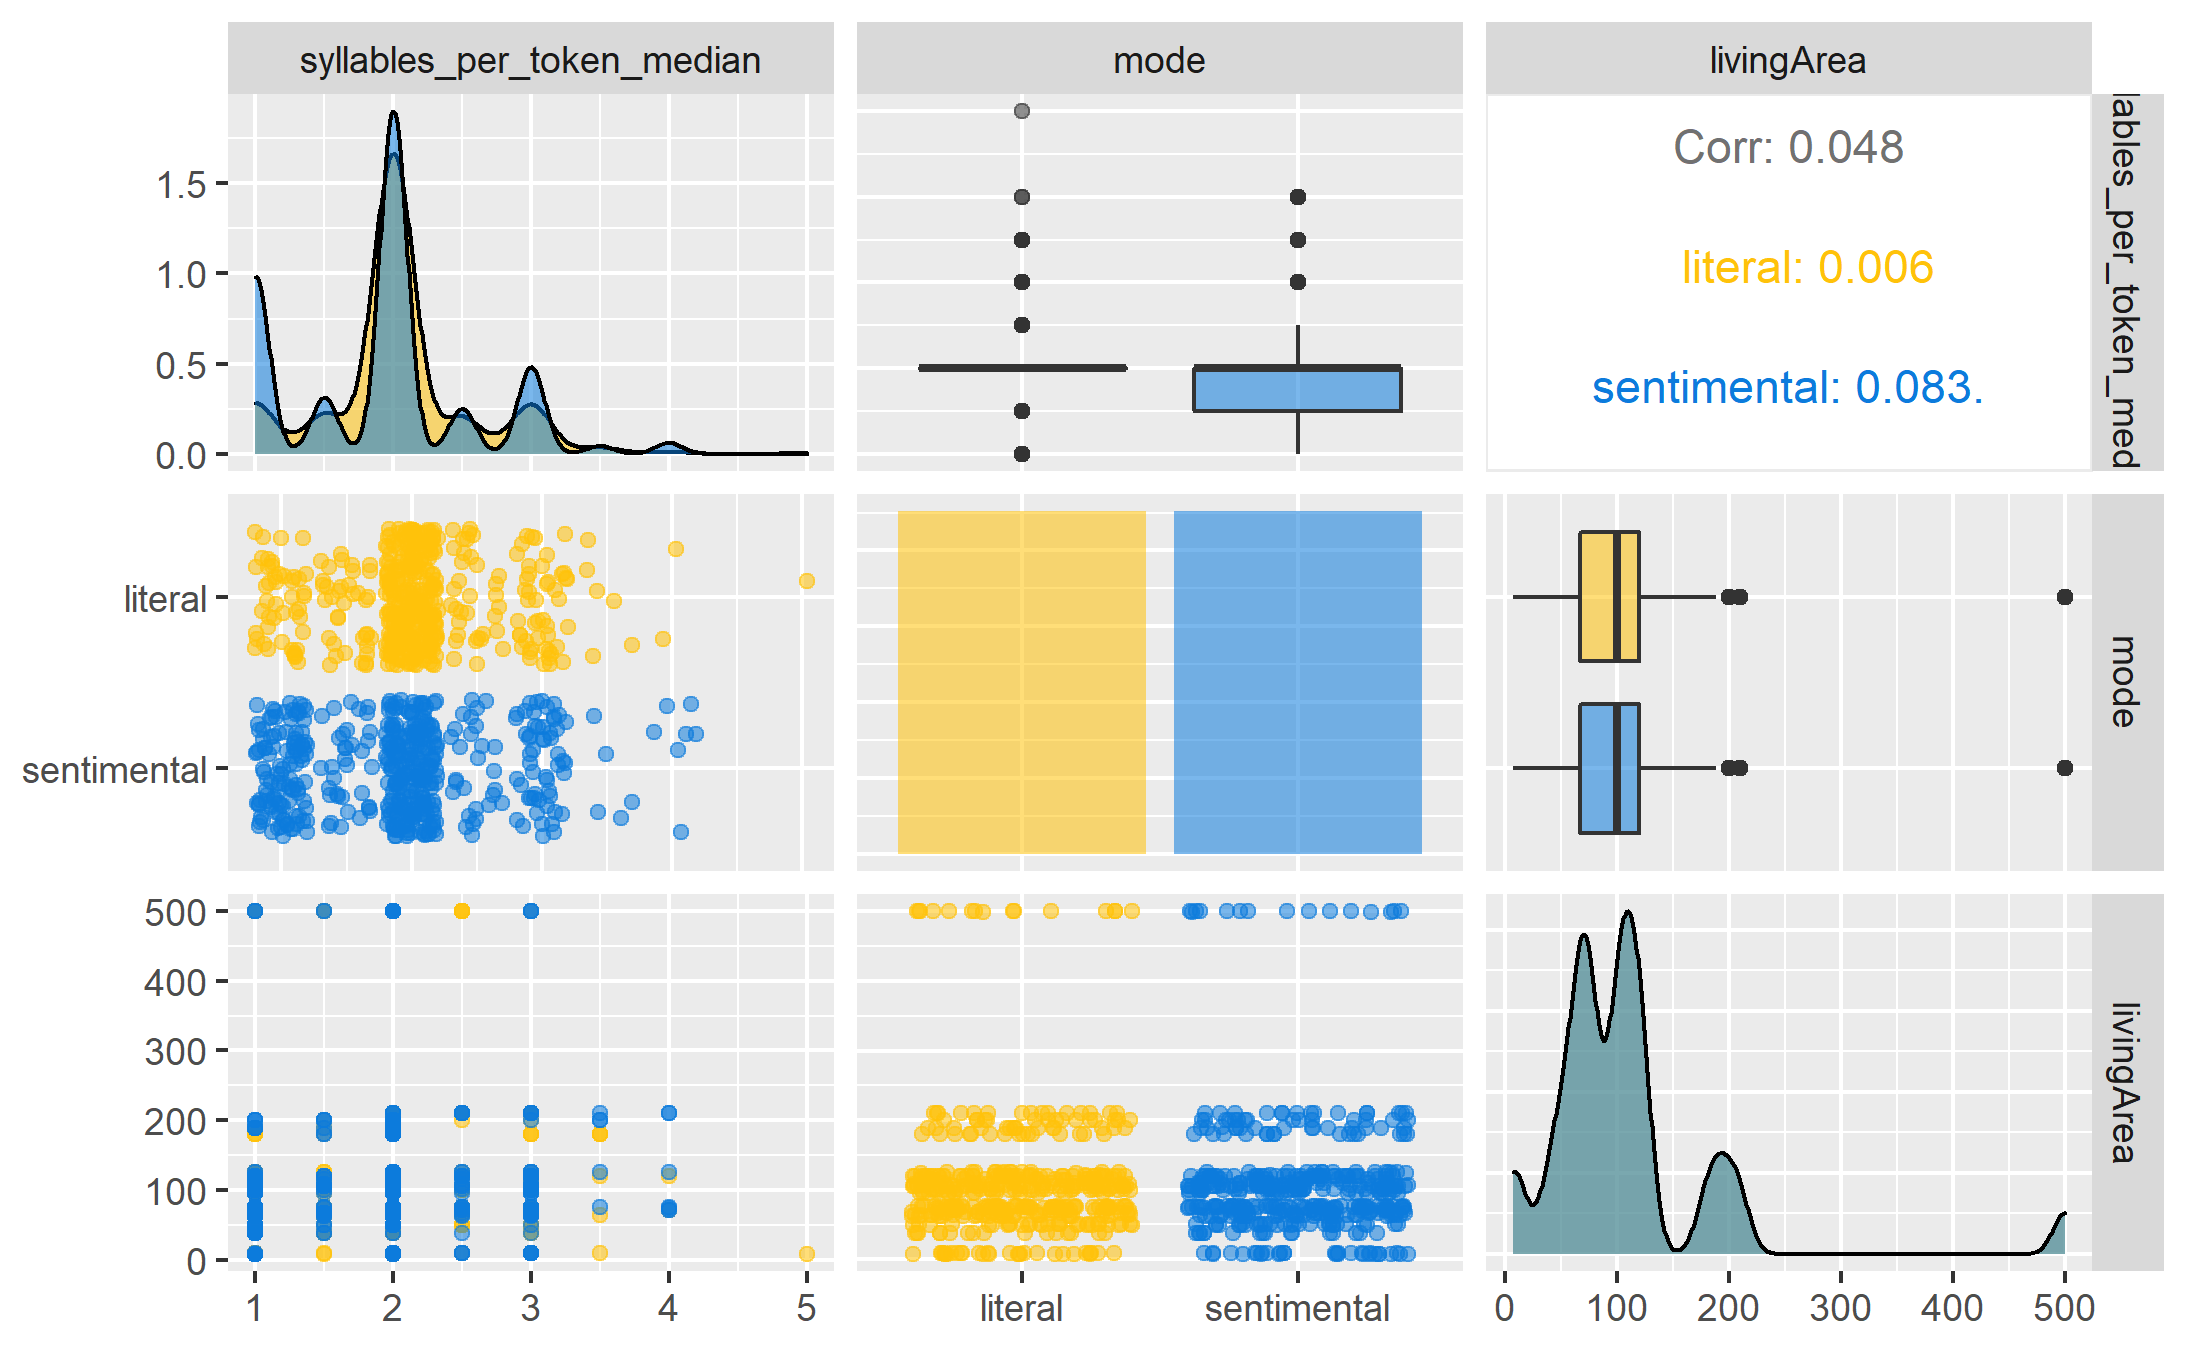 syllables_per_token_median
mode
livingArea
1.5
1.0
0.5
0.0
Corr: 0.048
literal: 0.006
sentimental: 0.083.
lables_per_token_med
literal
sentimental
mode
500
400
300
200
100
0
livingArea
1 2 3 4 5
literal sentimental
0 100 200 300 400 500